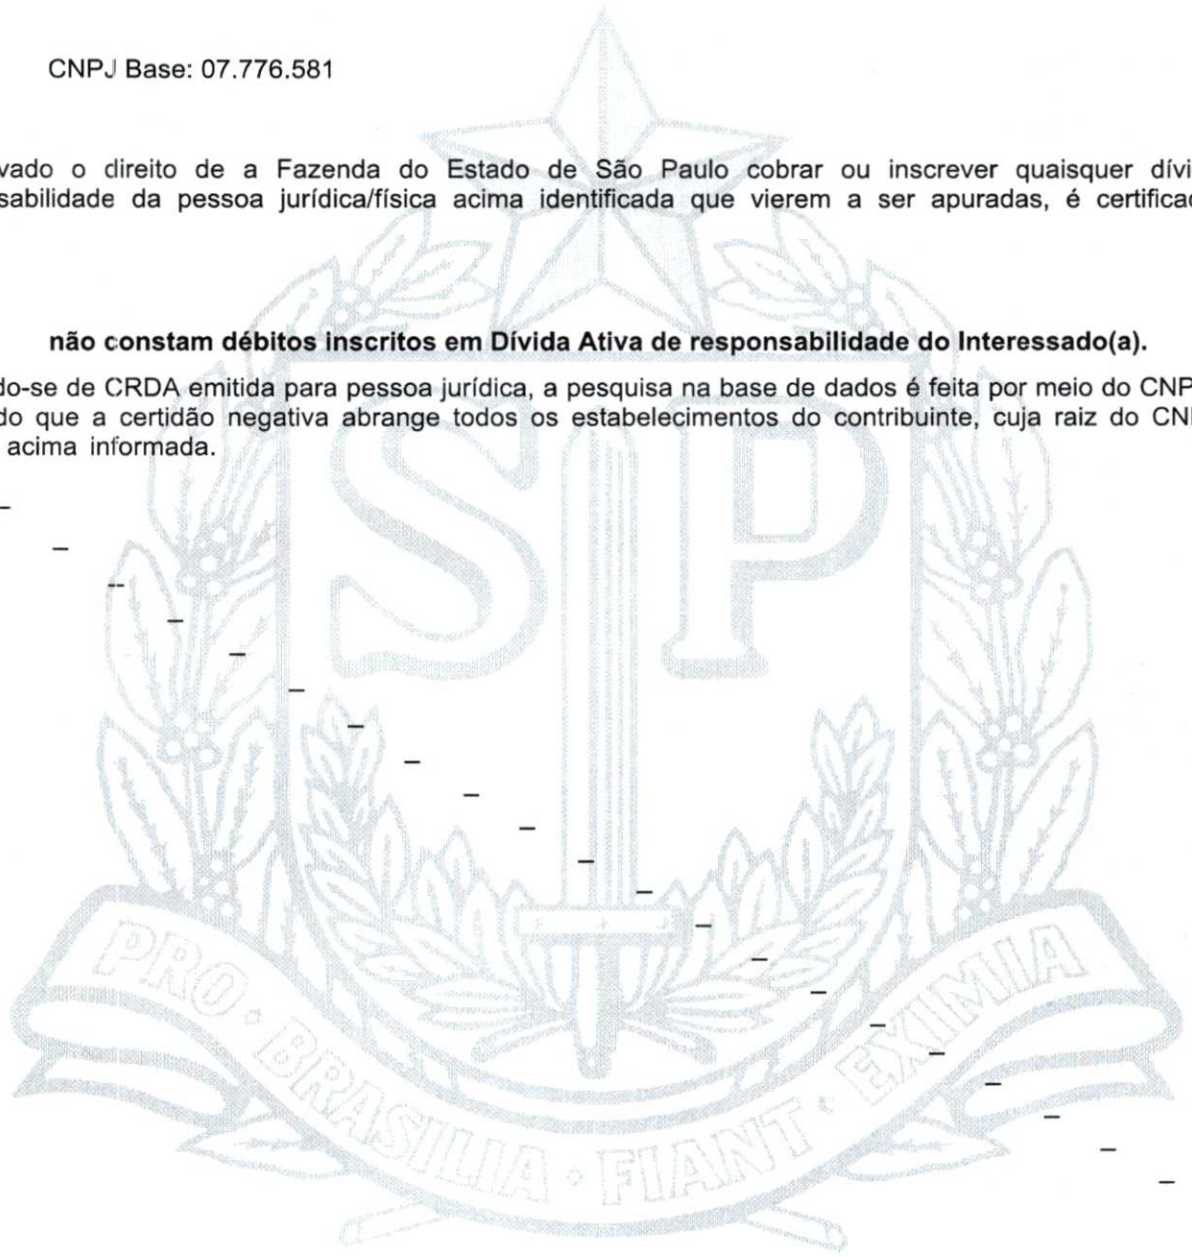 CNPJ Base: 07.776.581
vado o direito de a Fazenda do Estado de São Paulo cobrar ou inscrever quaisquer dívi
sabilidade da pessoa jurídica/física acima identificada que vierem a ser apuradas, é certificad
não constam débitos inscritos em Dívida Ativa de responsabilidade do Interessado(a).
do-se de CRDA emitida para pessoa jurídica, a pesquisa na base de dados é feita por meio do CNP
do que a certidão negativa abrange todos os estabelecimentos do contribuinte, cuja raiz do CN
acima informada.
SP
PRO • BRASILIA • FIANT • EXIMIA